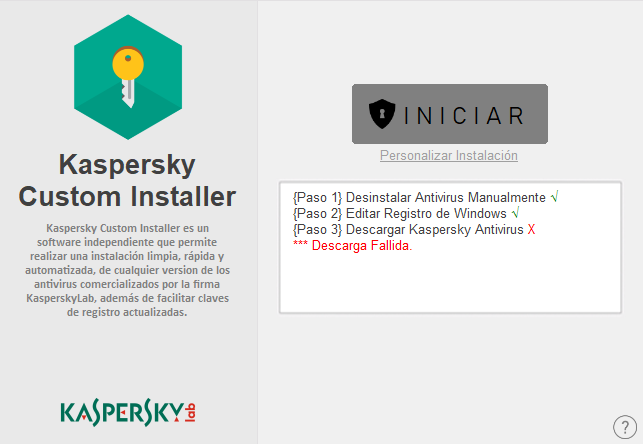 Kaspersky
Custom Installer
Kaspersky Custom Installer es un
software independiente que permite
realizar una instalación limpia, rápida y
automatizada, de cualquier version de los
antivirus comercializados por la firma
KasperskyLab, además de facilitar claves
de registro actualizadas.
KASPERSKY lab
INICIAR
Personalizar Instalación
{Paso 1} Desinstalar Antivirus Manualmente √
{Paso 2} Editar Registro de Windows √
{Paso 3} Descargar Kaspersky Antivirus X
*** Descarga Fallida.
?